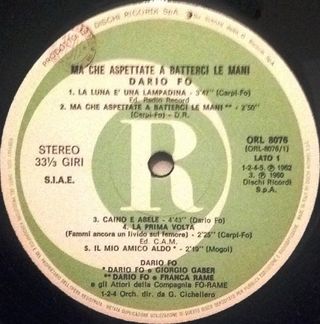 DISCHI RICORDI S.p.A.
MA CHE ASPETTATE A BATTERCI LE MANI
DARIO FO
1. LA LUNA E' UNA LAMPADINA - 3'47" (Carpi-Fo)
Ed. Radio Record
2. MA CHE ASPETTATE A BATTERCI LE MANI ** - 2'50"
(Carpi-Fo) - D.R.
STEREO
33⅓ GIRI
S.I.A.E.
R
ORL 8076
(ORL-8076/1)
LATO 1
1-2-4-5. ℗ 1962
3. ℗ 1960
Dischi Ricordi
S.p.A.
3. CAINO E ABELE - 4'43" (Dario Fo)
4. LA PRIMA VOLTA
(Fammi ancora un livido sul femore) - 2'25" (Carpi-Fo)
Ed. C.A.M.
5. IL MIO AMICO ALDO * - 2'19" (Mogol)
DARIO FO
* DARIO FO e GIORGIO GABER
** DARIO FO e FRANCA RAME
e gli Attori della Compagnia FO-RAME
1-2-4 Orch. dir. da G. Cichellero